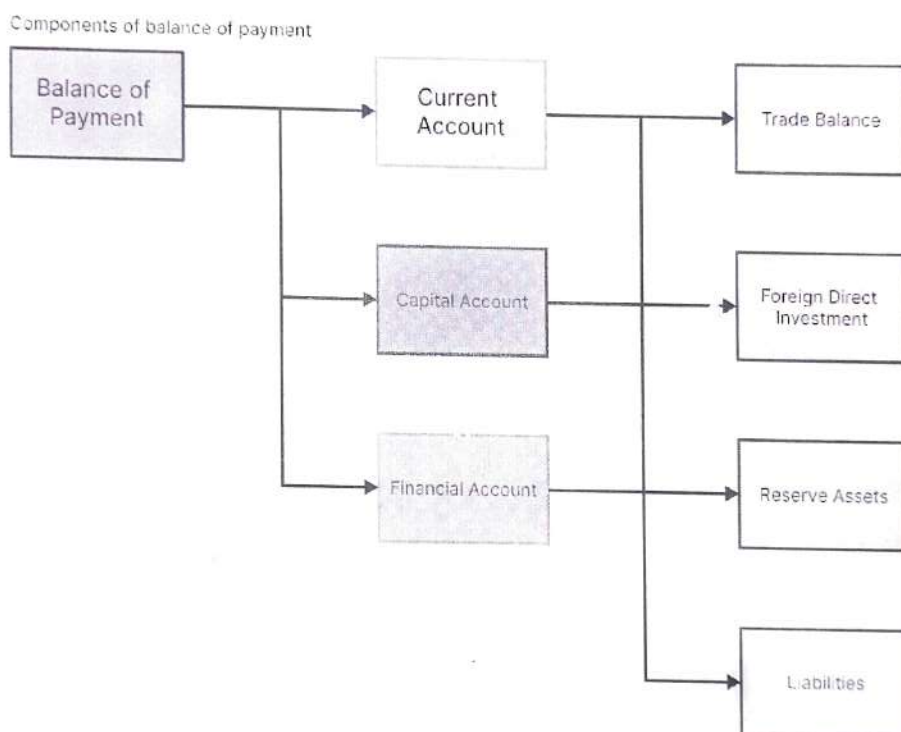 Components of balance of payment
Balance of
Payment
Current
Account
Trade Balance
Capital Account
Foreign Direct
Investment
Financial Account
Reserve Assets
Liabilities